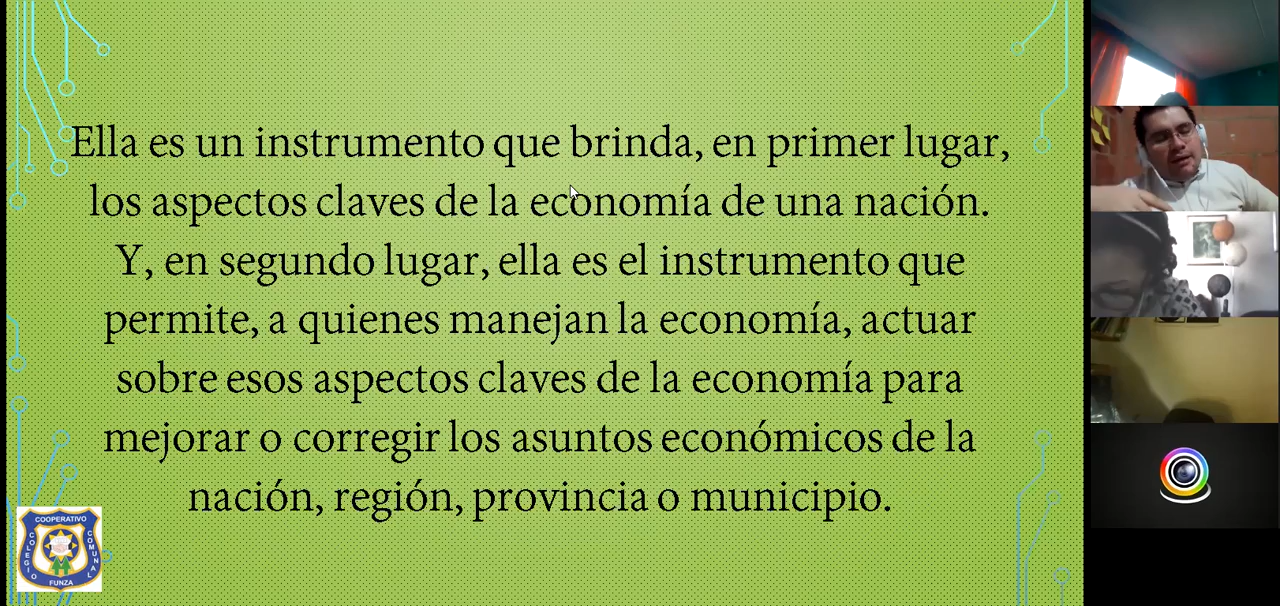 Ella es un instrumento que brinda, en primer lugar,
los aspectos claves de la economía de una nación.
Y, en segundo lugar, ella es el instrumento que
permite, a quienes manejan la economía, actuar
sobre esos aspectos claves de la economía para
mejorar o corregir los asuntos económicos de la
nación, región, provincia o municipio.
COOPERATIVO
COLEGIO
COMUNAL
FUNZA